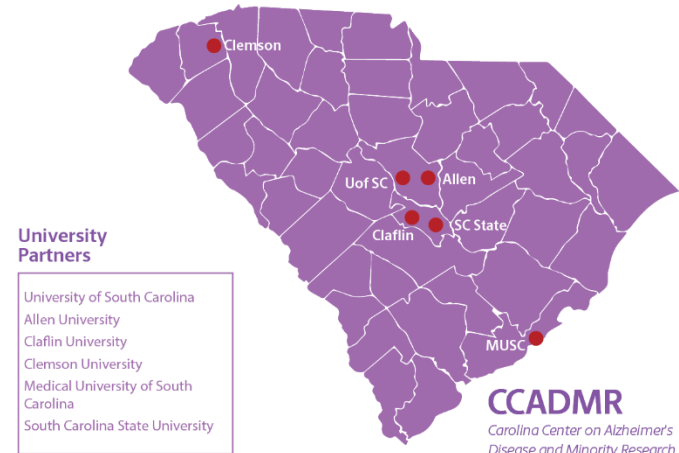 Clemson
Uof SC
Allen
Claflin
SC State
MUSC
University
Partners
University of South Carolina
Allen University
Claflin University
Clemson University
Medical University of South
Carolina
South Carolina State University
CCADMR
Carolina Center on Alzheimer's
Disease and Minority Research